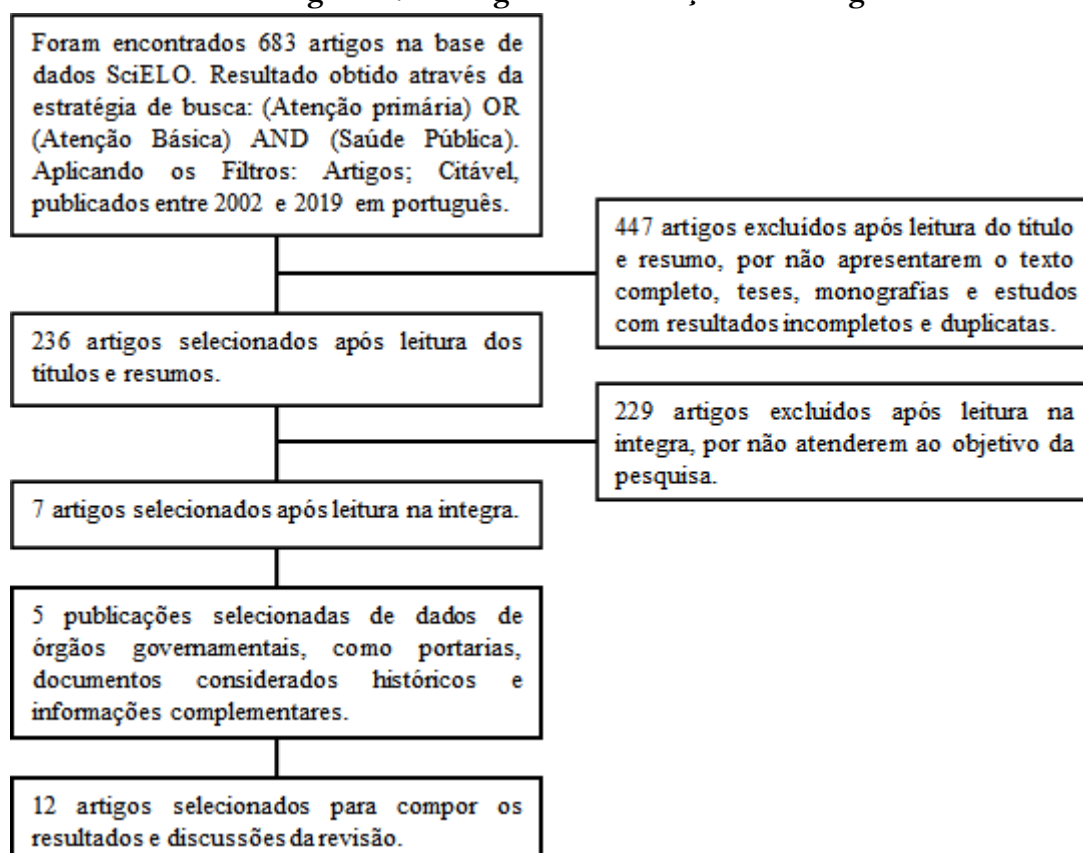 Foram encontrados 683 artigos na base de
dados SciELO. Resultado obtido através da
estratégia de busca: (Atenção primária) OR
(Atenção Básica) AND (Saúde Pública).
Aplicando os Filtros: Artigos; Citável,
publicados entre 2002 e 2019 em português.
447 artigos excluídos após leitura do título
e resumo, por não apresentarem o texto
completo, teses, monografias e estudos
com resultados incompletos e duplicatas.
236 artigos selecionados após leitura dos
títulos e resumos.
229 artigos excluídos após leitura na
integra, por não atenderem ao objetivo da
pesquisa.
7 artigos selecionados após leitura na integra.
5 publicações selecionadas de dados de
órgãos governamentais, como portarias,
documentos considerados históricos e
informações complementares.
12 artigos selecionados para compor os
resultados e discussões da revisão.